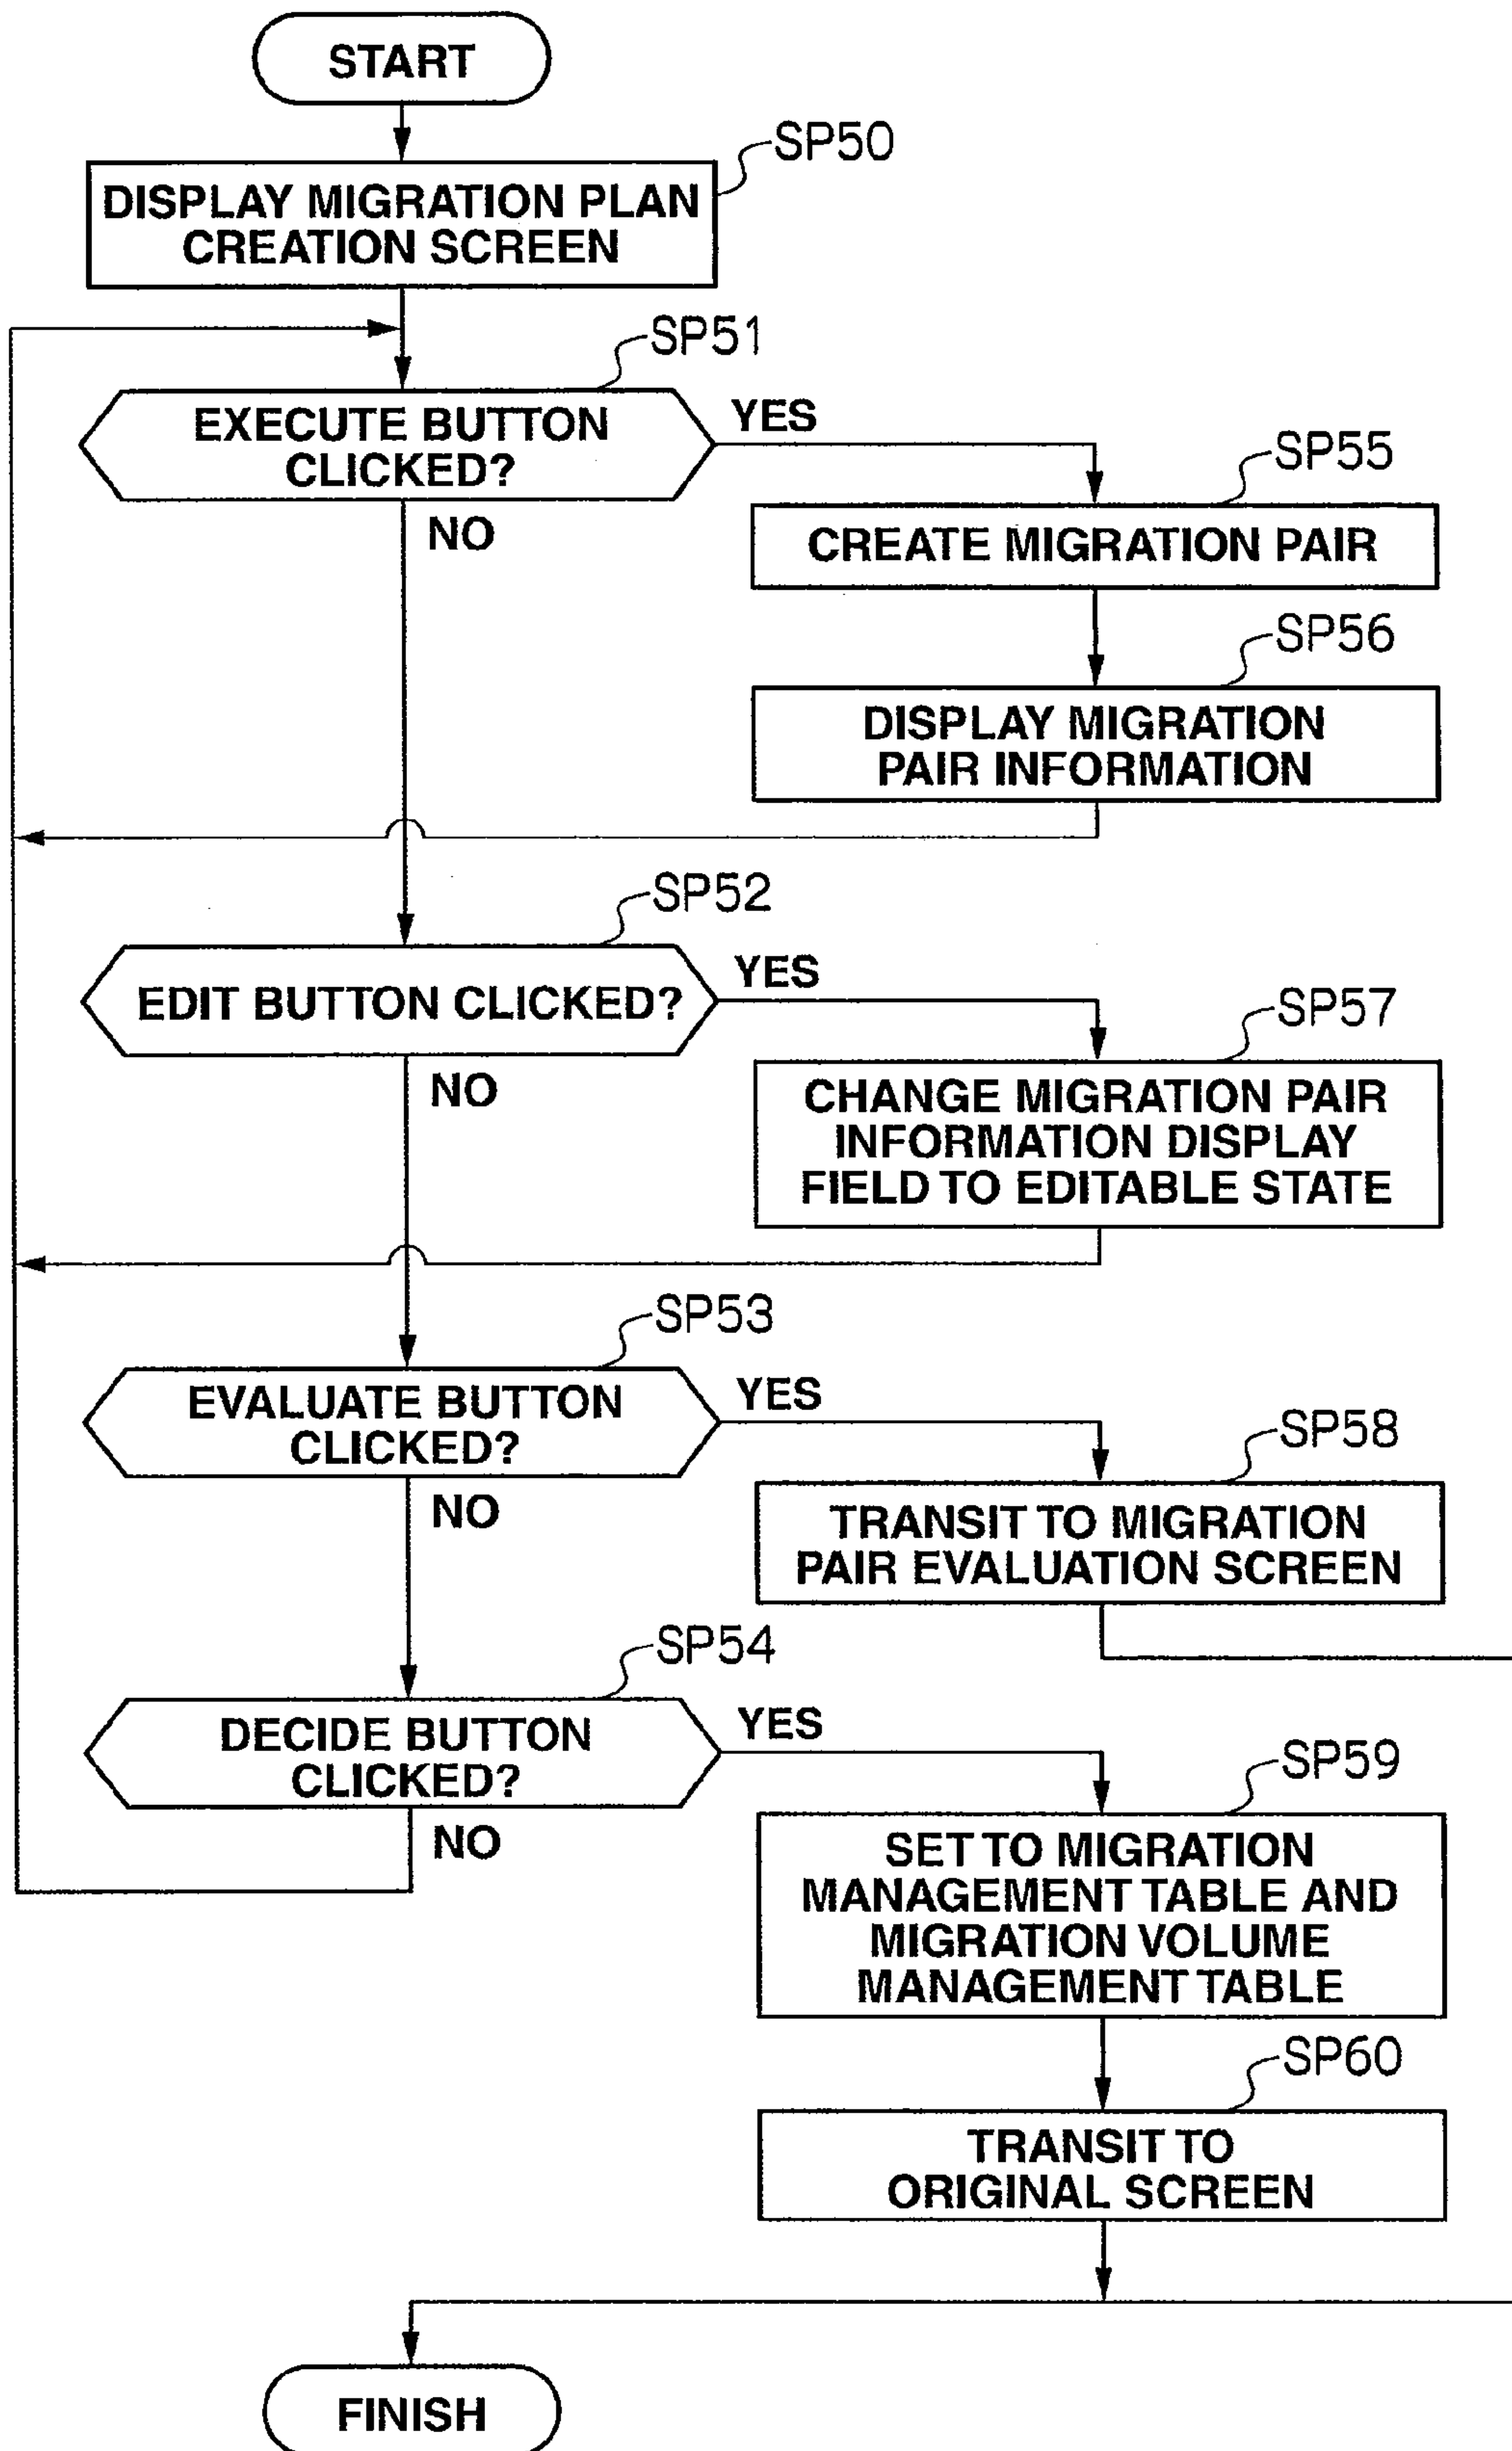 START
SP50
DISPLAY MIGRATION PLAN
CREATION SCREEN
SP51
EXECUTE BUTTON
CLICKED?
YES
NO
SP55
CREATE MIGRATION PAIR
SP56
DISPLAY MIGRATION
PAIR INFORMATION
SP52
EDIT BUTTON CLICKED?
YES
NO
SP57
CHANGE MIGRATION PAIR
INFORMATION DISPLAY
FIELD TO EDITABLE STATE
SP53
EVALUATE BUTTON
CLICKED?
YES
NO
SP58
TRANSIT TO MIGRATION
PAIR EVALUATION SCREEN
SP54
DECIDE BUTTON
CLICKED?
YES
NO
SP59
SET TO MIGRATION
MANAGEMENT TABLE AND
MIGRATION VOLUME
MANAGEMENT TABLE
SP60
TRANSIT TO
ORIGINAL SCREEN
FINISH